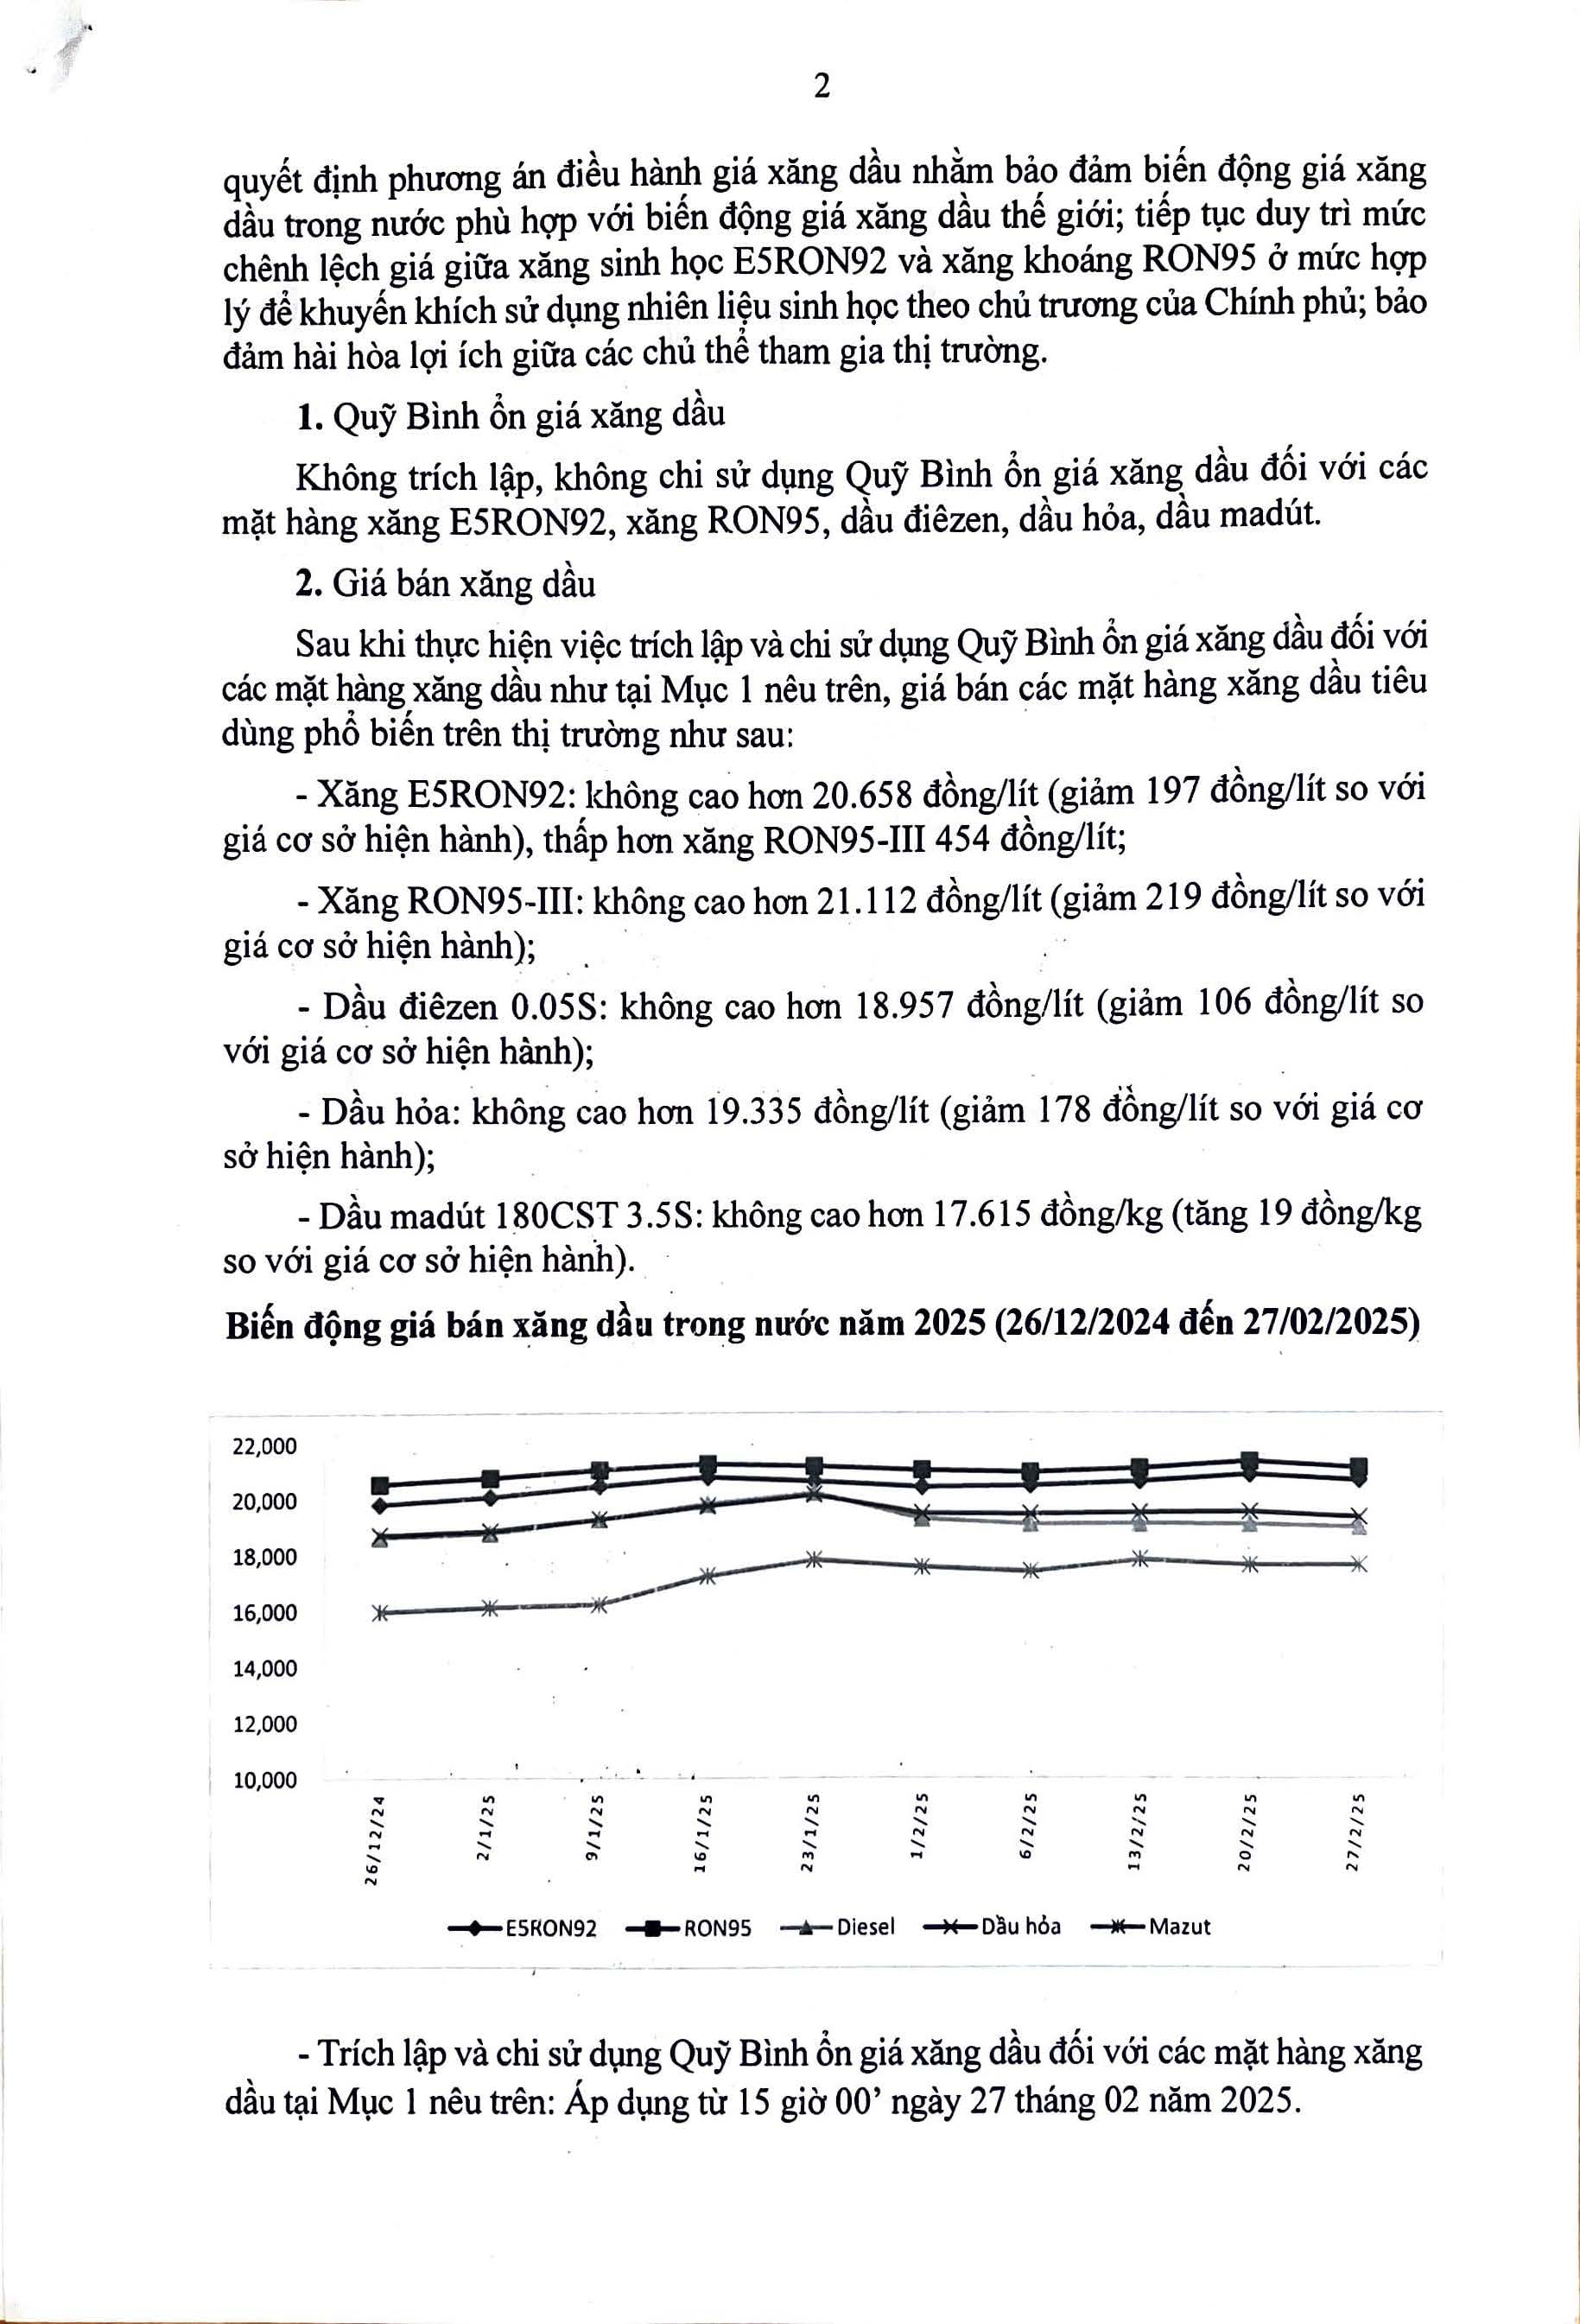 2
quyết định phương án điều hành giá xăng dầu nhằm bảo đảm biến động giá xăng
dầu trong nước phù hợp với biến động giá xăng dầu thế giới; tiếp tục duy trì mức
chênh lệch giá giữa xăng sinh học E5RON92 và xăng khoáng RON95 ở mức hợp
lý để khuyến khích sử dụng nhiên liệu sinh học theo chủ trương của Chính phủ; bảo
đảm hài hòa lợi ích giữa các chủ thể tham gia thị trường.
1. Quỹ Bình ổn giá xăng dầu
Không trích lập, không chi sử dụng Quỹ Bình ổn giá xăng dầu đối với các
mặt hàng xăng E5RON92, xăng RON95, dầu điêzen, dầu hỏa, dầu madút.
2. Giá bán xăng dầu
Sau khi thực hiện việc trích lập và chi sử dụng Quỹ Bình ổn giá xăng dầu đối với
các mặt hàng xăng dầu như tại Mục 1 nêu trên, giá bán các mặt hàng xăng dầu tiêu
dùng phổ biến trên thị trường như sau:
- Xăng E5RON92: không cao hơn 20.658 đồng/lít (giảm 197 đồng/lít so với
giá cơ sở hiện hành), thấp hơn xăng RON95-III 454 đồng/lít;
- Xăng RON95-III: không cao hơn 21.112 đồng/lít (giảm 219 đồng/lít so với
giá cơ sở hiện hành);
- Dầu điêzen 0.05S: không cao hơn 18.957 đồng/lít (giảm 106 đồng/lít so
với giá cơ sở hiện hành);
- Dầu hỏa: không cao hơn 19.335 đồng/lít (giảm 178 đồng/lít so với giá cơ
sở hiện hành);
- Dầu madút 180CST 3.5S: không cao hơn 17.615 đồng/kg (tăng 19 đồng/kg
so với giá cơ sở hiện hành).
Biến động giá bán xăng dầu trong nước năm 2025 (26/12/2024 đến 27/02/2025)
22,000
20,000
18,000
16,000
14,000
12,000
10,000
26/12/24
2/1/25
9/1/25
16/1/25
23/1/25
1/2/25
6/2/25
13/2/25
20/2/25
27/2/25
E5RON92 RON95 Diesel Dầu hỏa Mazut
- Trích lập và chi sử dụng Quỹ Bình ổn giá xăng dầu đối với các mặt hàng xăng
dầu tại Mục 1 nêu trên: Áp dụng từ 15 giờ 00' ngày 27 tháng 02 năm 2025.